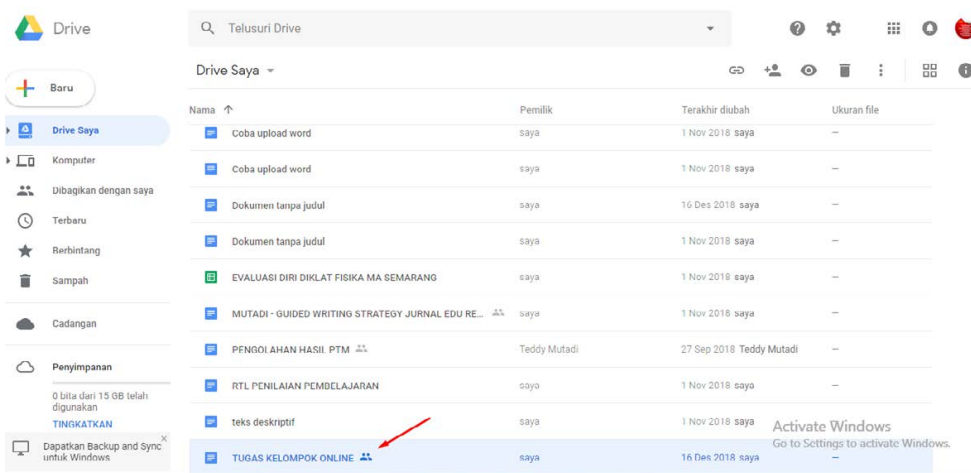 Drive
Telusuri Drive
Drive Saya
Baru
Nama
Pemilik
Terakhir diubah
Ukuran file
Drive Saya
Komputer
Dibagikan dengan saya
Terbaru
Berbintang
Sampah
Cadangan
Penyimpanan
0 bita dari 15 GB telah
digunakan
TINGKATKAN
Dapatkan Backup and Sync
untuk Windows
Coba upload word saya 1 Nov 2018 saya –
Coba upload word saya 1 Nov 2018 saya –
Dokumen tanpa judul saya 16 Des 2018 saya –
Dokumen tanpa judul saya 1 Nov 2018 saya –
EVALUASI DIRI DIKLAT FISIKA MA SEMARANG saya 1 Nov 2018 saya –
MUTADI - GUIDED WRITING STRATEGY JURNAL EDU RE... saya 1 Nov 2018 saya –
PENGOLAHAN HASIL PTM Teddy Mutadi 27 Sep 2018 Teddy Mutadi –
RTL PENILAIAN PEMBELAJARAN saya 1 Nov 2018 saya –
teks deskriptif saya 1 Nov 2018 saya –
TUGAS KELOMPOK ONLINE saya 16 Des 2018 saya –
Activate Windows
Go to Settings to activate Windows.